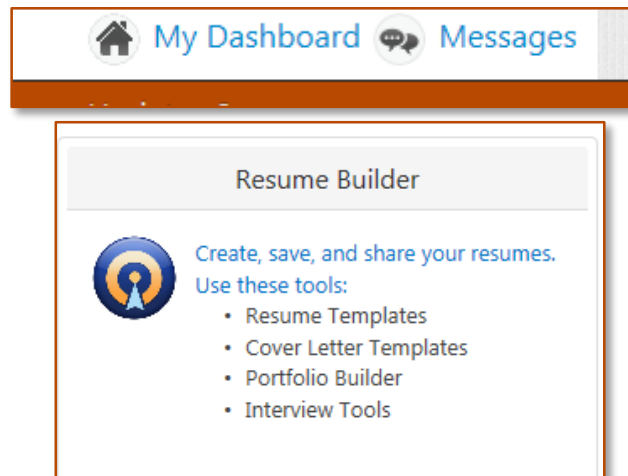 My Dashboard Messages
Resume Builder
Create, save, and share your resumes.
Use these tools:
• Resume Templates
• Cover Letter Templates
• Portfolio Builder
• Interview Tools